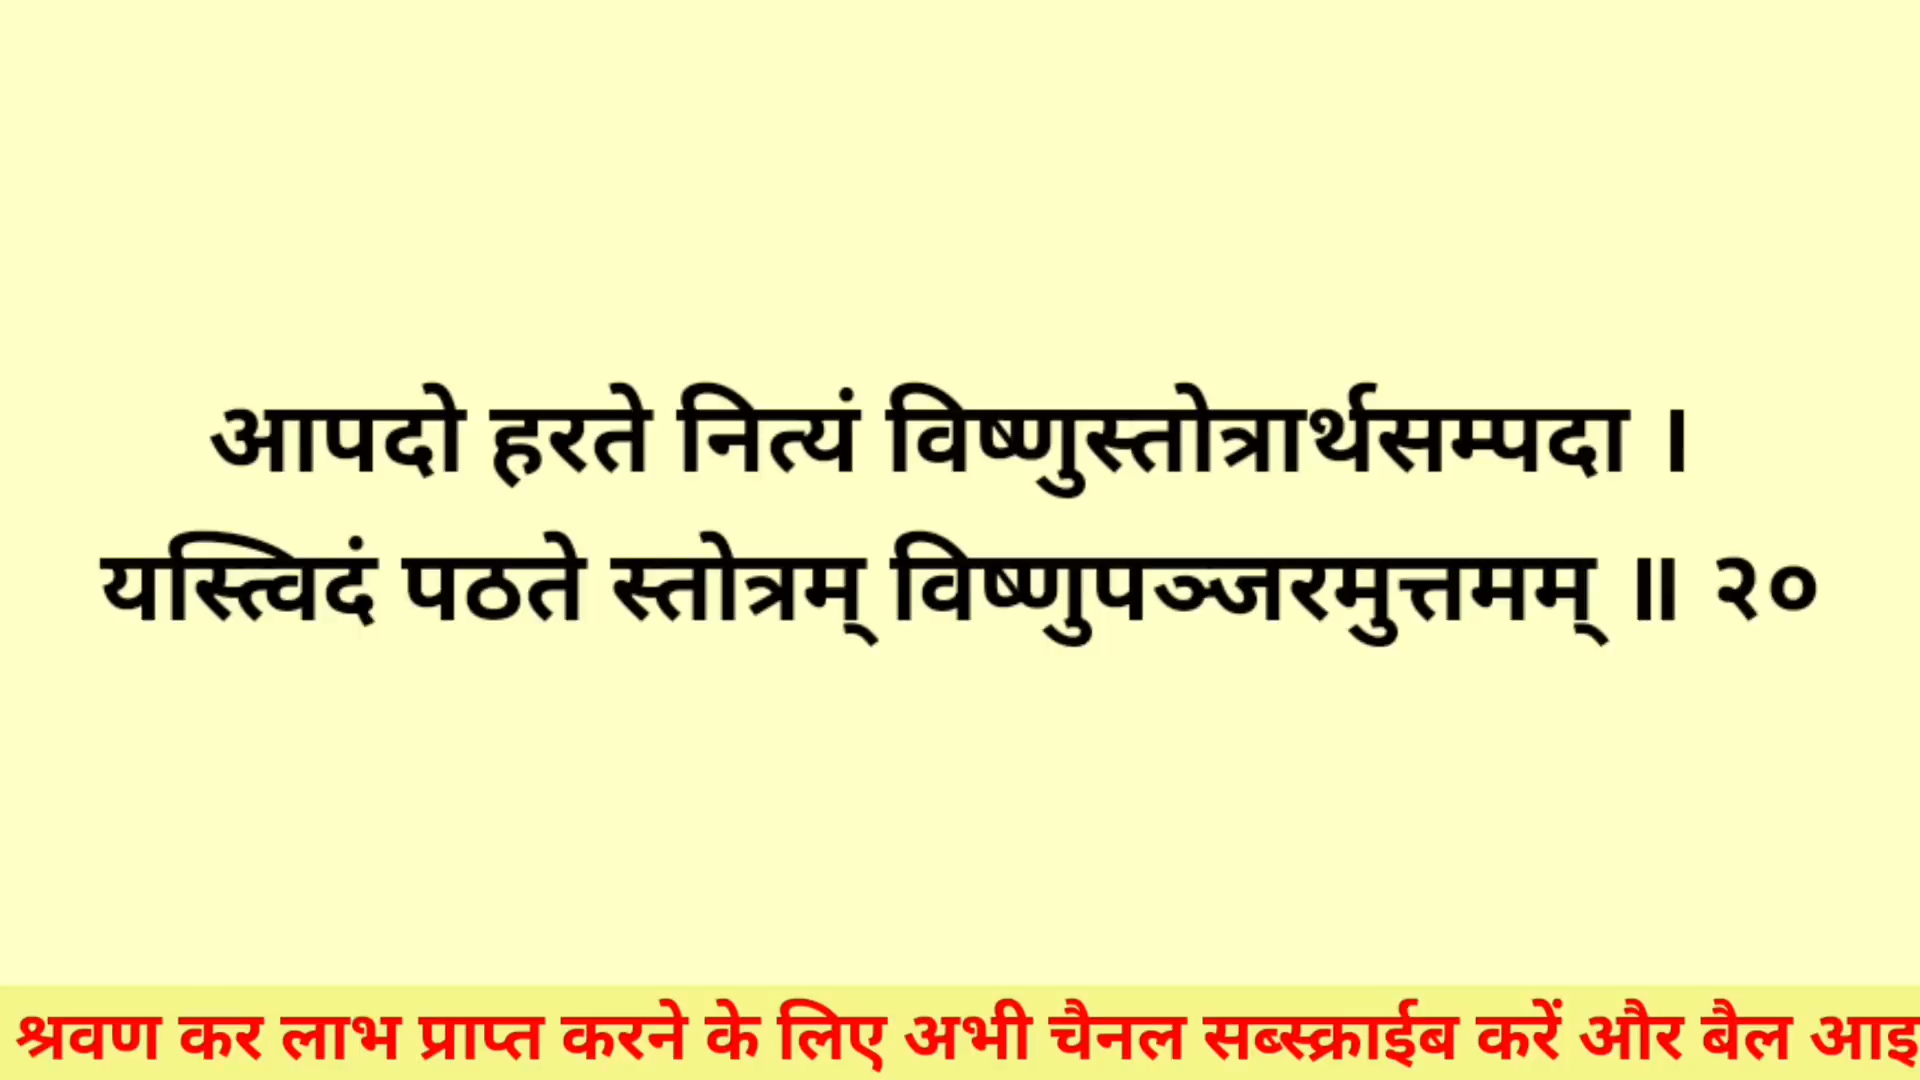 आपदो हरते नित्यं विष्णुस्तोत्रार्थसम्पदा ।
यस्त्विदं पठते स्तोत्रम् विष्णुपञ्जरमुत्तमम् ॥ २०
श्रवण कर लाभ प्राप्त करने के लिए अभी चैनल सब्स्क्राईब करें और बैल आइ